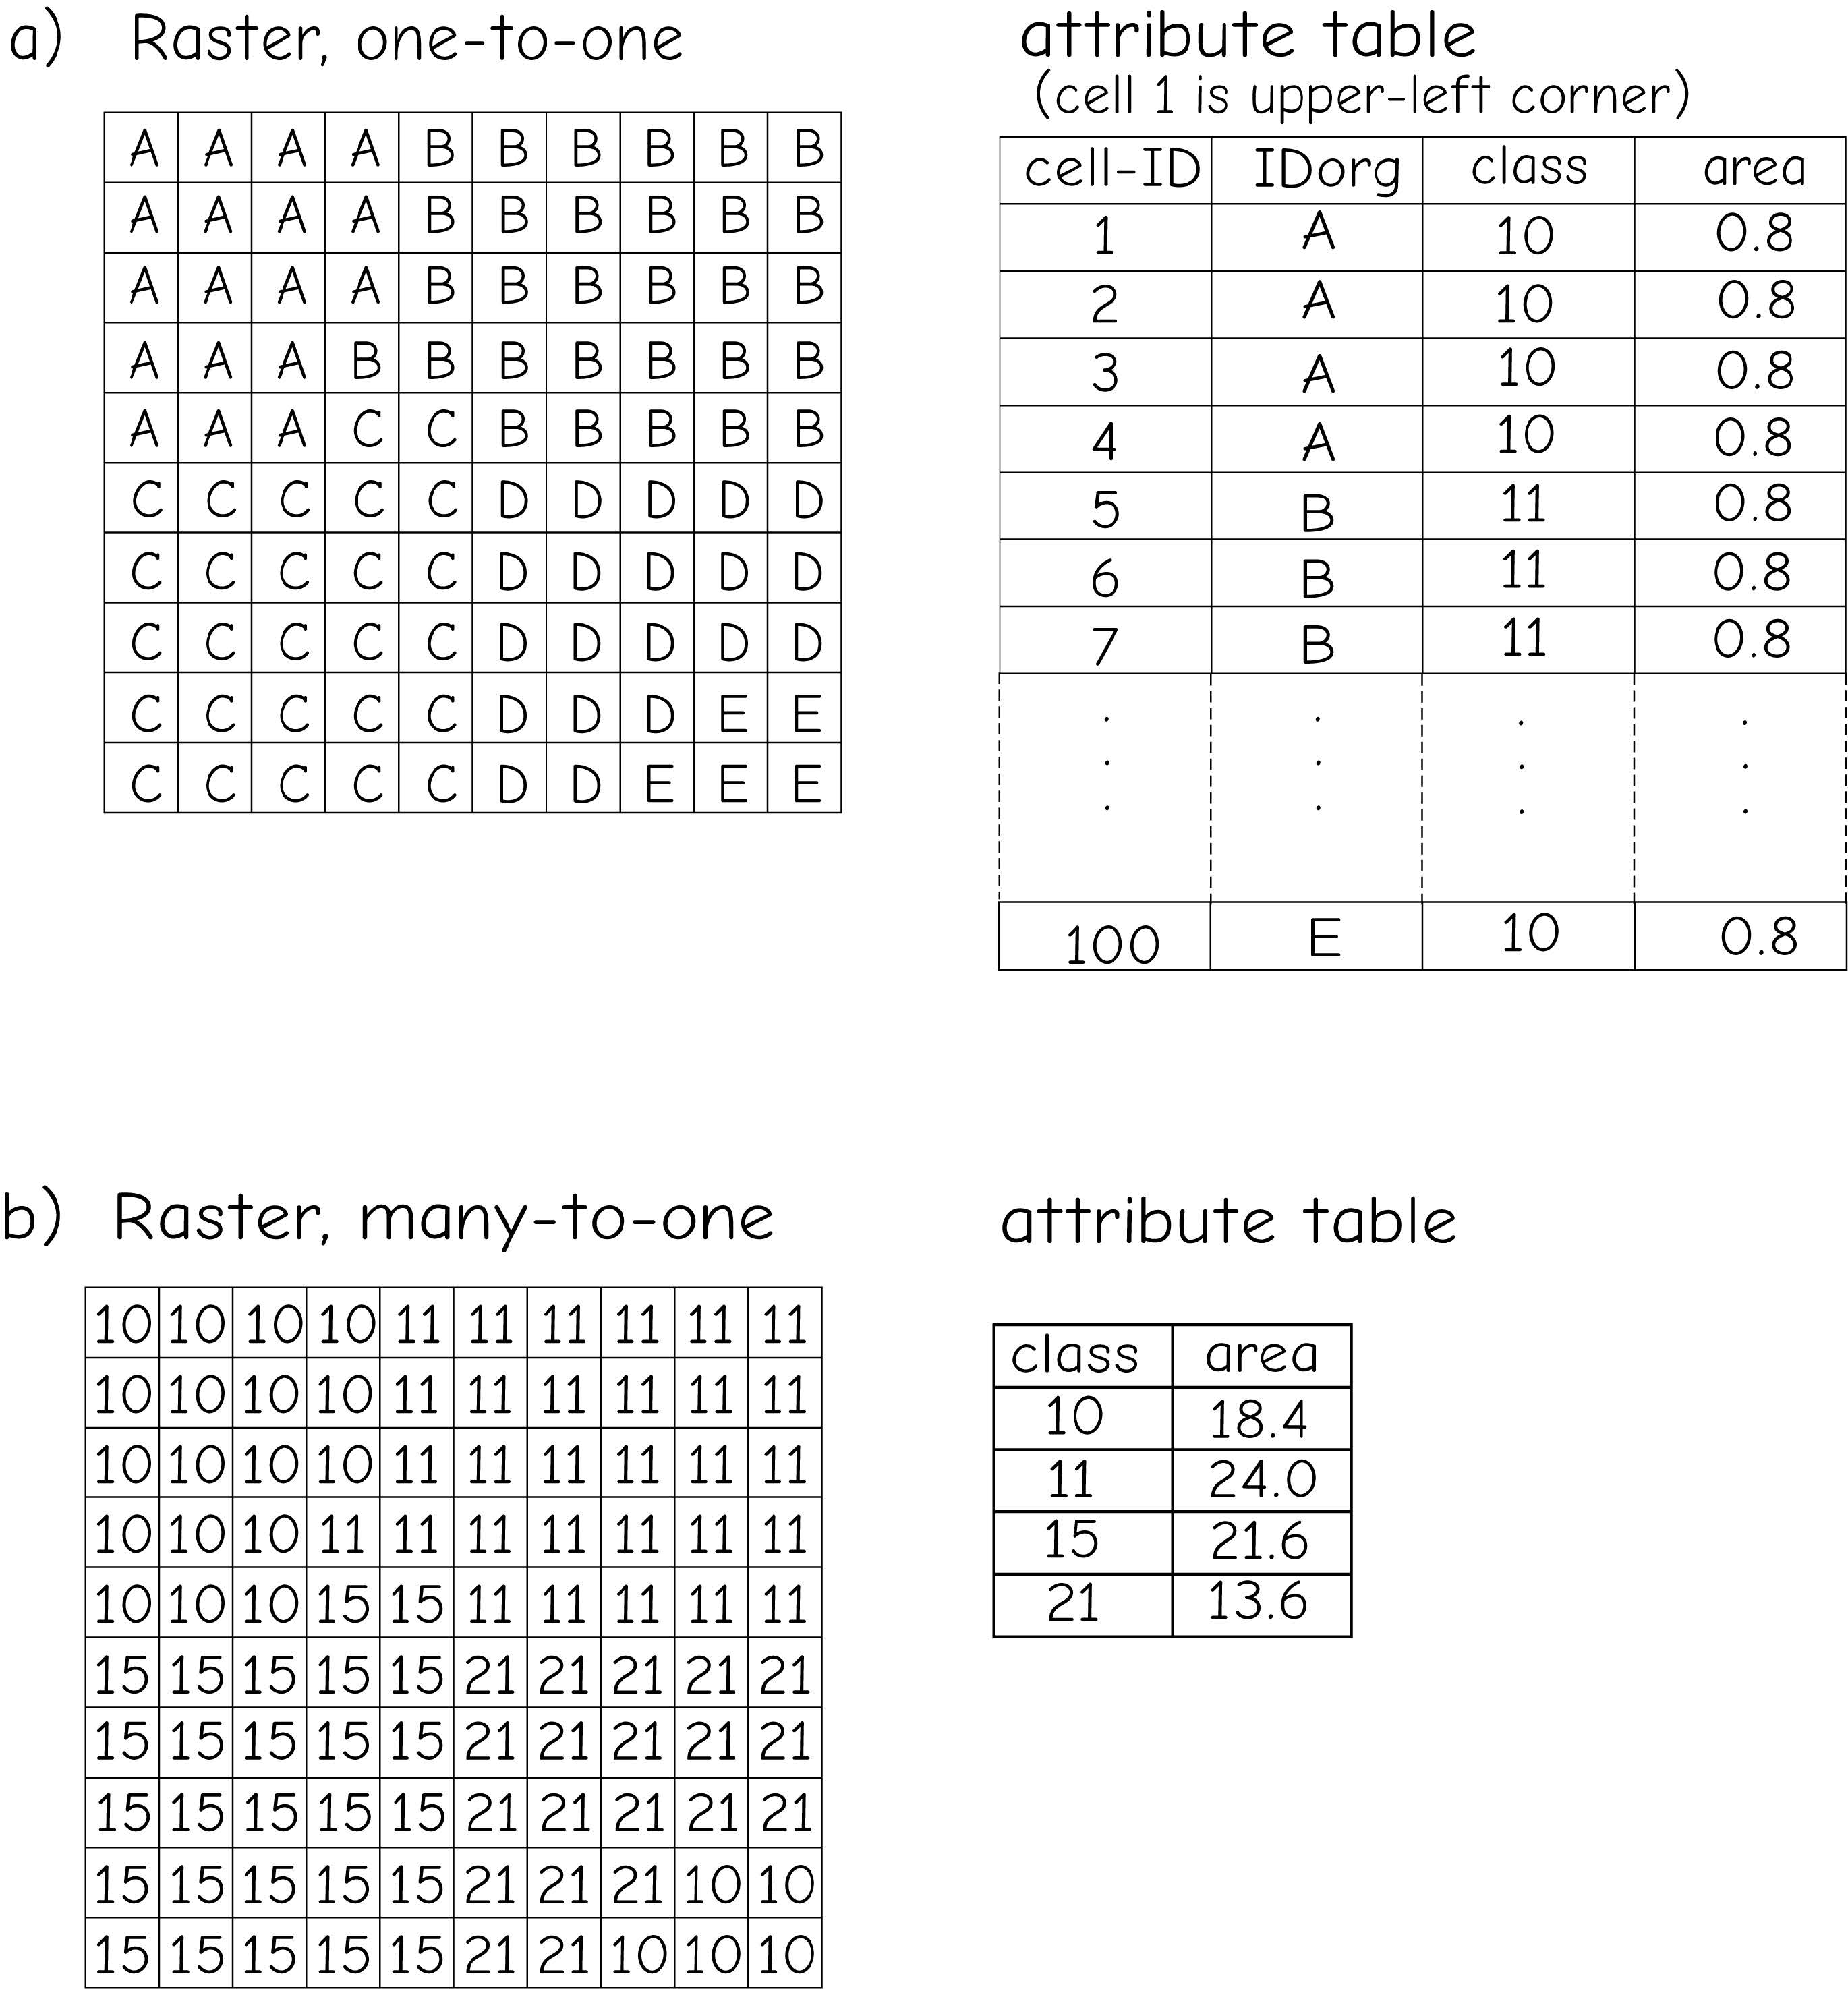 a) Raster, one-to-one
A A A A B B B B B B
A A A A B B B B B B
A A A A B B B B B B
A A A B B B B B B B
A A A C C B B B B B
C C C C C D D D D D
C C C C C D D D D D
C C C C C D D D D D
C C C C C D D D E E
C C C C C D D E E E
attribute table
(cell 1 is upper-left corner)
cell-ID IDorg class area
1 A 10 0.8
2 A 10 0.8
3 A 10 0.8
4 A 10 0.8
5 B 11 0.8
6 B 11 0.8
7 B 11 0.8
. . . .
. . . .
. . . .
100 E 10 0.8
b) Raster, many-to-one
10 10 10 10 11 11 11 11 11 11
10 10 10 10 11 11 11 11 11 11
10 10 10 10 11 11 11 11 11 11
10 10 10 11 11 11 11 11 11 11
10 10 10 15 15 11 11 11 11 11
15 15 15 15 15 21 21 21 21 21
15 15 15 15 15 21 21 21 21 21
15 15 15 15 15 21 21 21 21 21
15 15 15 15 15 21 21 21 10 10
15 15 15 15 15 21 21 10 10 10
attribute table
class area
10 18.4
11 24.0
15 21.6
21 13.6